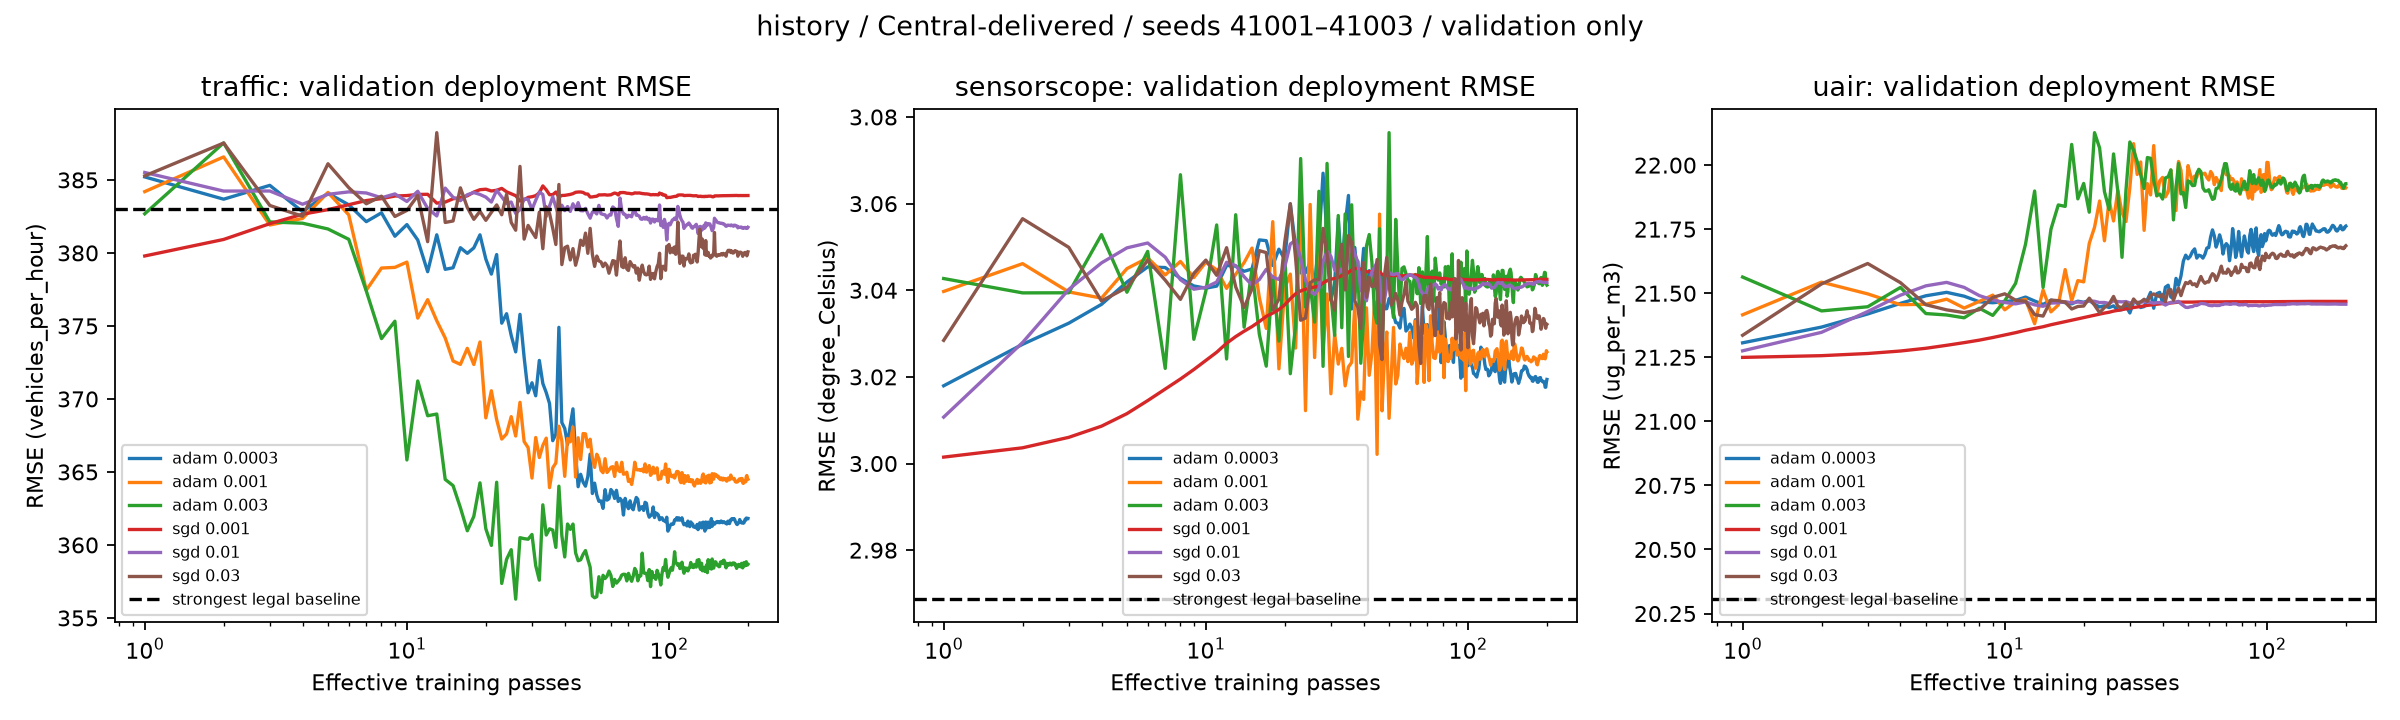 history / Central-delivered / seeds 41001–41003 / validation only
traffic: validation deployment RMSE
RMSE (vehicles_per_hour)
385
380
375
370
365
360
355
adam 0.0003
adam 0.001
adam 0.003
sgd 0.001
sgd 0.01
sgd 0.03
strongest legal baseline
10⁰
10¹
10²
Effective training passes
sensorscope: validation deployment RMSE
RMSE (degree_Celsius)
3.08
3.06
3.04
3.02
3.00
2.98
adam 0.0003
adam 0.001
adam 0.003
sgd 0.001
sgd 0.01
sgd 0.03
strongest legal baseline
10⁰
10¹
10²
Effective training passes
uair: validation deployment RMSE
RMSE (ug_per_m3)
22.00
21.75
21.50
21.25
21.00
20.75
20.50
20.25
adam 0.0003
adam 0.001
adam 0.003
sgd 0.001
sgd 0.01
sgd 0.03
strongest legal baseline
10⁰
10¹
10²
Effective training passes